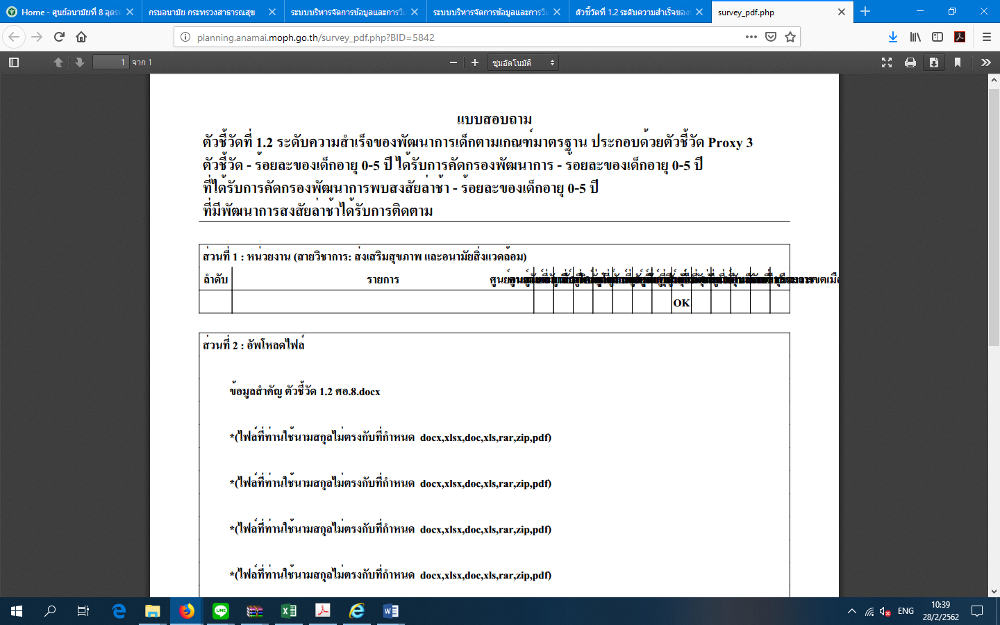 Home - ศูนย์อนามัยที่ 8 อุดรธ
กรมอนามัย กระทรวงสาธารณสุข
ระบบบริหารจัดการข้อมูลและการวิเ
ระบบบริหารจัดการข้อมูลและการวิเ
ตัวชี้วัดที่ 1.2 ระดับความสำเร็จของ
survey_pdf.php
planning.anamai.moph.go.th/survey_pdf.php?BID=5842
1 จาก 1
ซูมอัตโนมัติ
แบบสอบถาม
ตัวชี้วัดที่ 1.2 ระดับความสำเร็จของพัฒนาการเด็กตามเกณฑ์มาตรฐาน ประกอบด้วยตัวชี้วัด Proxy 3
ตัวชี้วัด - ร้อยละของเด็กอายุ 0-5 ปี ได้รับการคัดกรองพัฒนาการ - ร้อยละของเด็กอายุ 0-5 ปี
ที่ได้รับการคัดกรองพัฒนาการพบสงสัยล่าช้า - ร้อยละของเด็กอายุ 0-5 ปี
ที่มีพัฒนาการสงสัยล่าช้าได้รับการติดตาม
ส่วนที่ 1 : หน่วยงาน (สายวิชาการ: ส่งเสริมสุขภาพ และอนามัยสิ่งแวดล้อม)
ลำดับ รายการ
OK
ส่วนที่ 2 : อัพโหลดไฟล์
ข้อมูลสำคัญ ตัวชี้วัด 1.2 ศอ.8.docx
*(ไฟล์ที่ท่านใช้นามสกุลไม่ตรงกับที่กำหนด docx,xlsx,doc,xls,rar,zip,pdf)
*(ไฟล์ที่ท่านใช้นามสกุลไม่ตรงกับที่กำหนด docx,xlsx,doc,xls,rar,zip,pdf)
*(ไฟล์ที่ท่านใช้นามสกุลไม่ตรงกับที่กำหนด docx,xlsx,doc,xls,rar,zip,pdf)
*(ไฟล์ที่ท่านใช้นามสกุลไม่ตรงกับที่กำหนด docx,xlsx,doc,xls,rar,zip,pdf)
ENG
10:39
28/2/2562